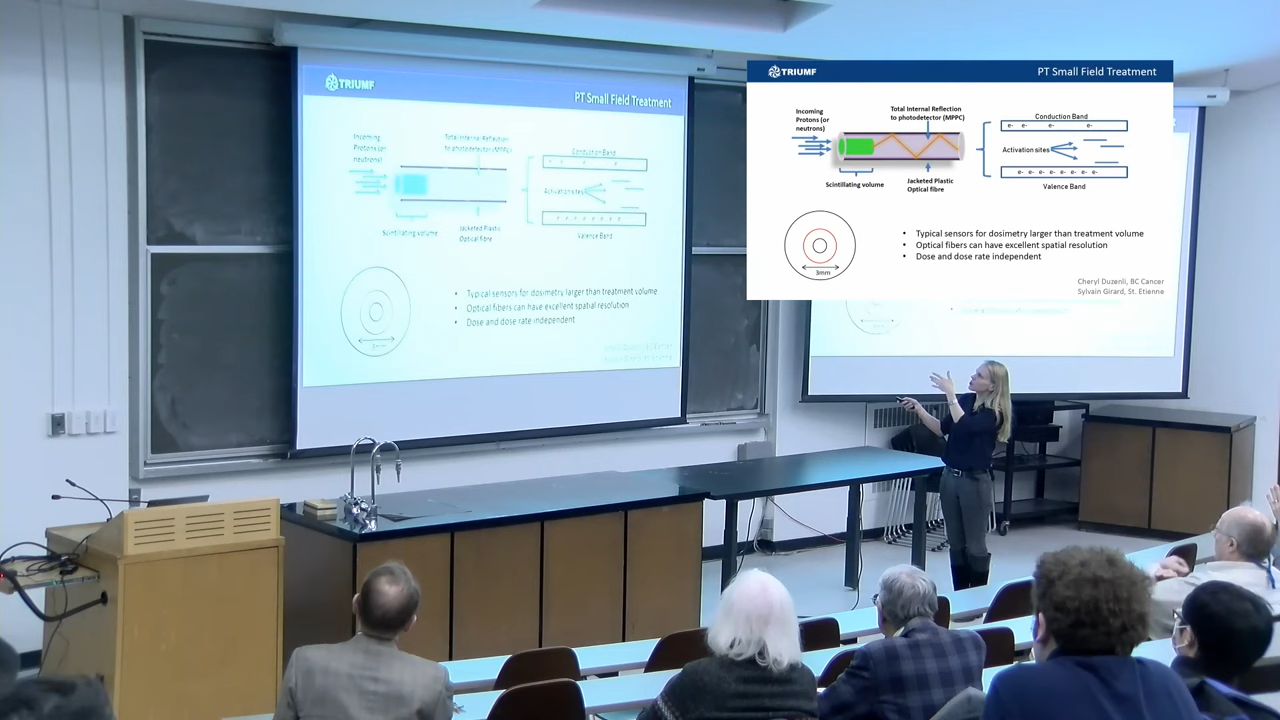 TRIUMF
PT Small Field Treatment
Incoming
Protons (or
neutrons)
Total Internal Reflection
to photodetector (MPPC)
Conduction Band
e- e- e- e-
Activation sites
Scintillating volume
Jacketed Plastic
Optical fibre
e- e- e- e- e- e- e-
Valence Band
3mm
• Typical sensors for dosimetry larger than treatment volume
• Optical fibers can have excellent spatial resolution
• Dose and dose rate independent
Cheryl Duzenli, BC Cancer
Sylvain Girard, St. Etienne
TRIUMF
PT Small Field Treatment
Incoming
Protons (or
neutrons)
Total Internal Reflection
to photodetector (MPPC)
Conduction Band
Activation sites
Scintillating volume
Jacketed Plastic
Optical fibre
Valence Band
• Typical sensors for dosimetry larger than treatment volume
• Optical fibers can have excellent spatial resolution
• Dose and dose rate independent